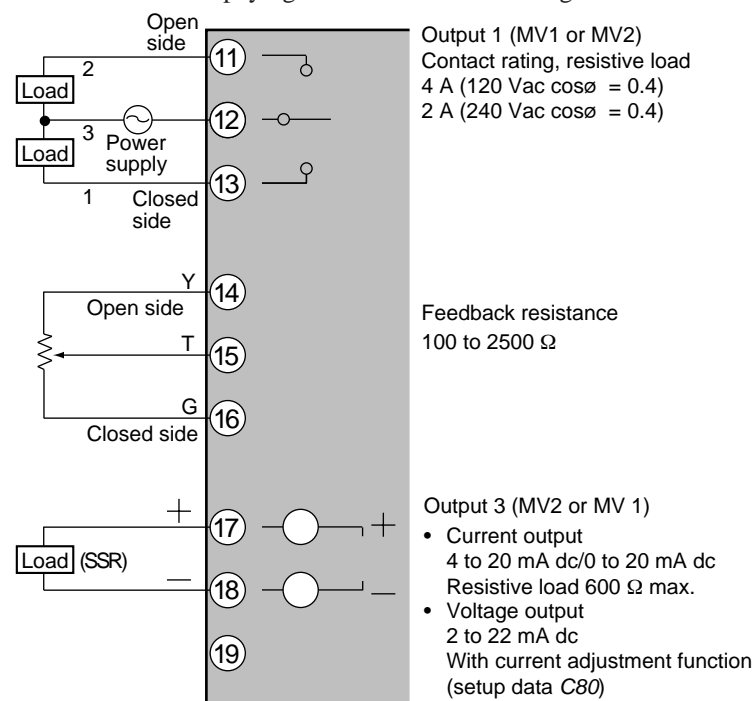 Open
side
2
Load
3
Power
supply
Load
1
Closed
side
11
12
13
Output 1 (MV1 or MV2)
Contact rating, resistive load
4 A (120 Vac cosø = 0.4)
2 A (240 Vac cosø = 0.4)
Y
Open side
T
G
Closed side
14
15
16
Feedback resistance
100 to 2500 Ω
+
Load (SSR)
—
17
+
18
—
19
Output 3 (MV2 or MV 1)
• Current output
4 to 20 mA dc/0 to 20 mA dc
Resistive load 600 Ω max.
• Voltage output
2 to 22 mA dc
With current adjustment function
(setup data C80)